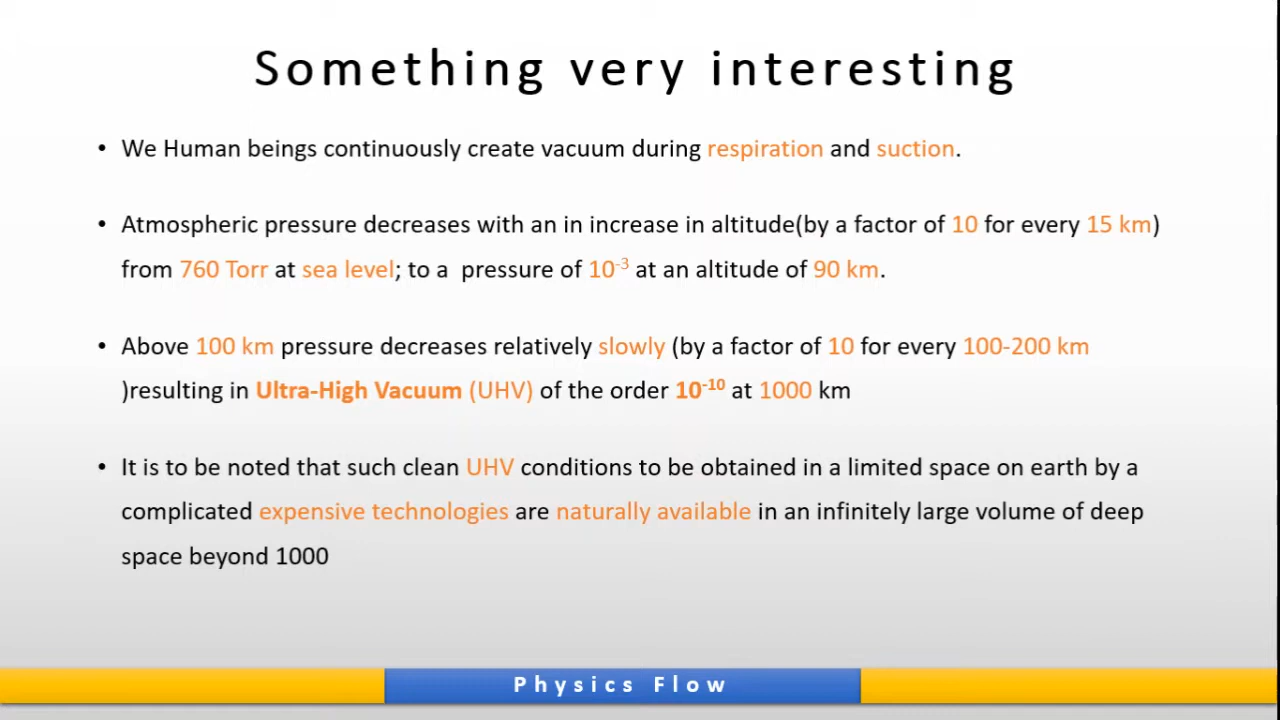 Something very interesting
• We Human beings continuously create vacuum during respiration and suction.
• Atmospheric pressure decreases with an in increase in altitude(by a factor of 10 for every 15 km)
from 760 Torr at sea level; to a pressure of 10⁻³ at an altitude of 90 km.
• Above 100 km pressure decreases relatively slowly (by a factor of 10 for every 100-200 km
)resulting in Ultra-High Vacuum (UHV) of the order 10⁻¹⁰ at 1000 km
• It is to be noted that such clean UHV conditions to be obtained in a limited space on earth by a
complicated expensive technologies are naturally available in an infinitely large volume of deep
space beyond 1000
Physics Flow